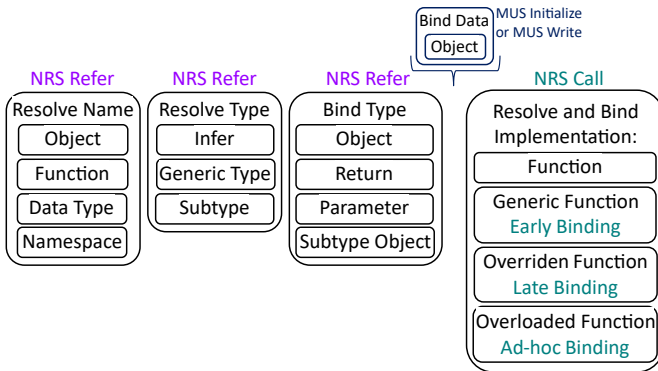 Bind Data
Object
MUS Initialize
or MUS Write
NRS Refer
Resolve Name
Object
Function
Data Type
Namespace
NRS Refer
Resolve Type
Infer
Generic Type
Subtype
NRS Refer
Bind Type
Object
Return
Parameter
Subtype Object
NRS Call
Resolve and Bind
Implementation:
Function
Generic Function
Early Binding
Overriden Function
Late Binding
Overloaded Function
Ad-hoc Binding